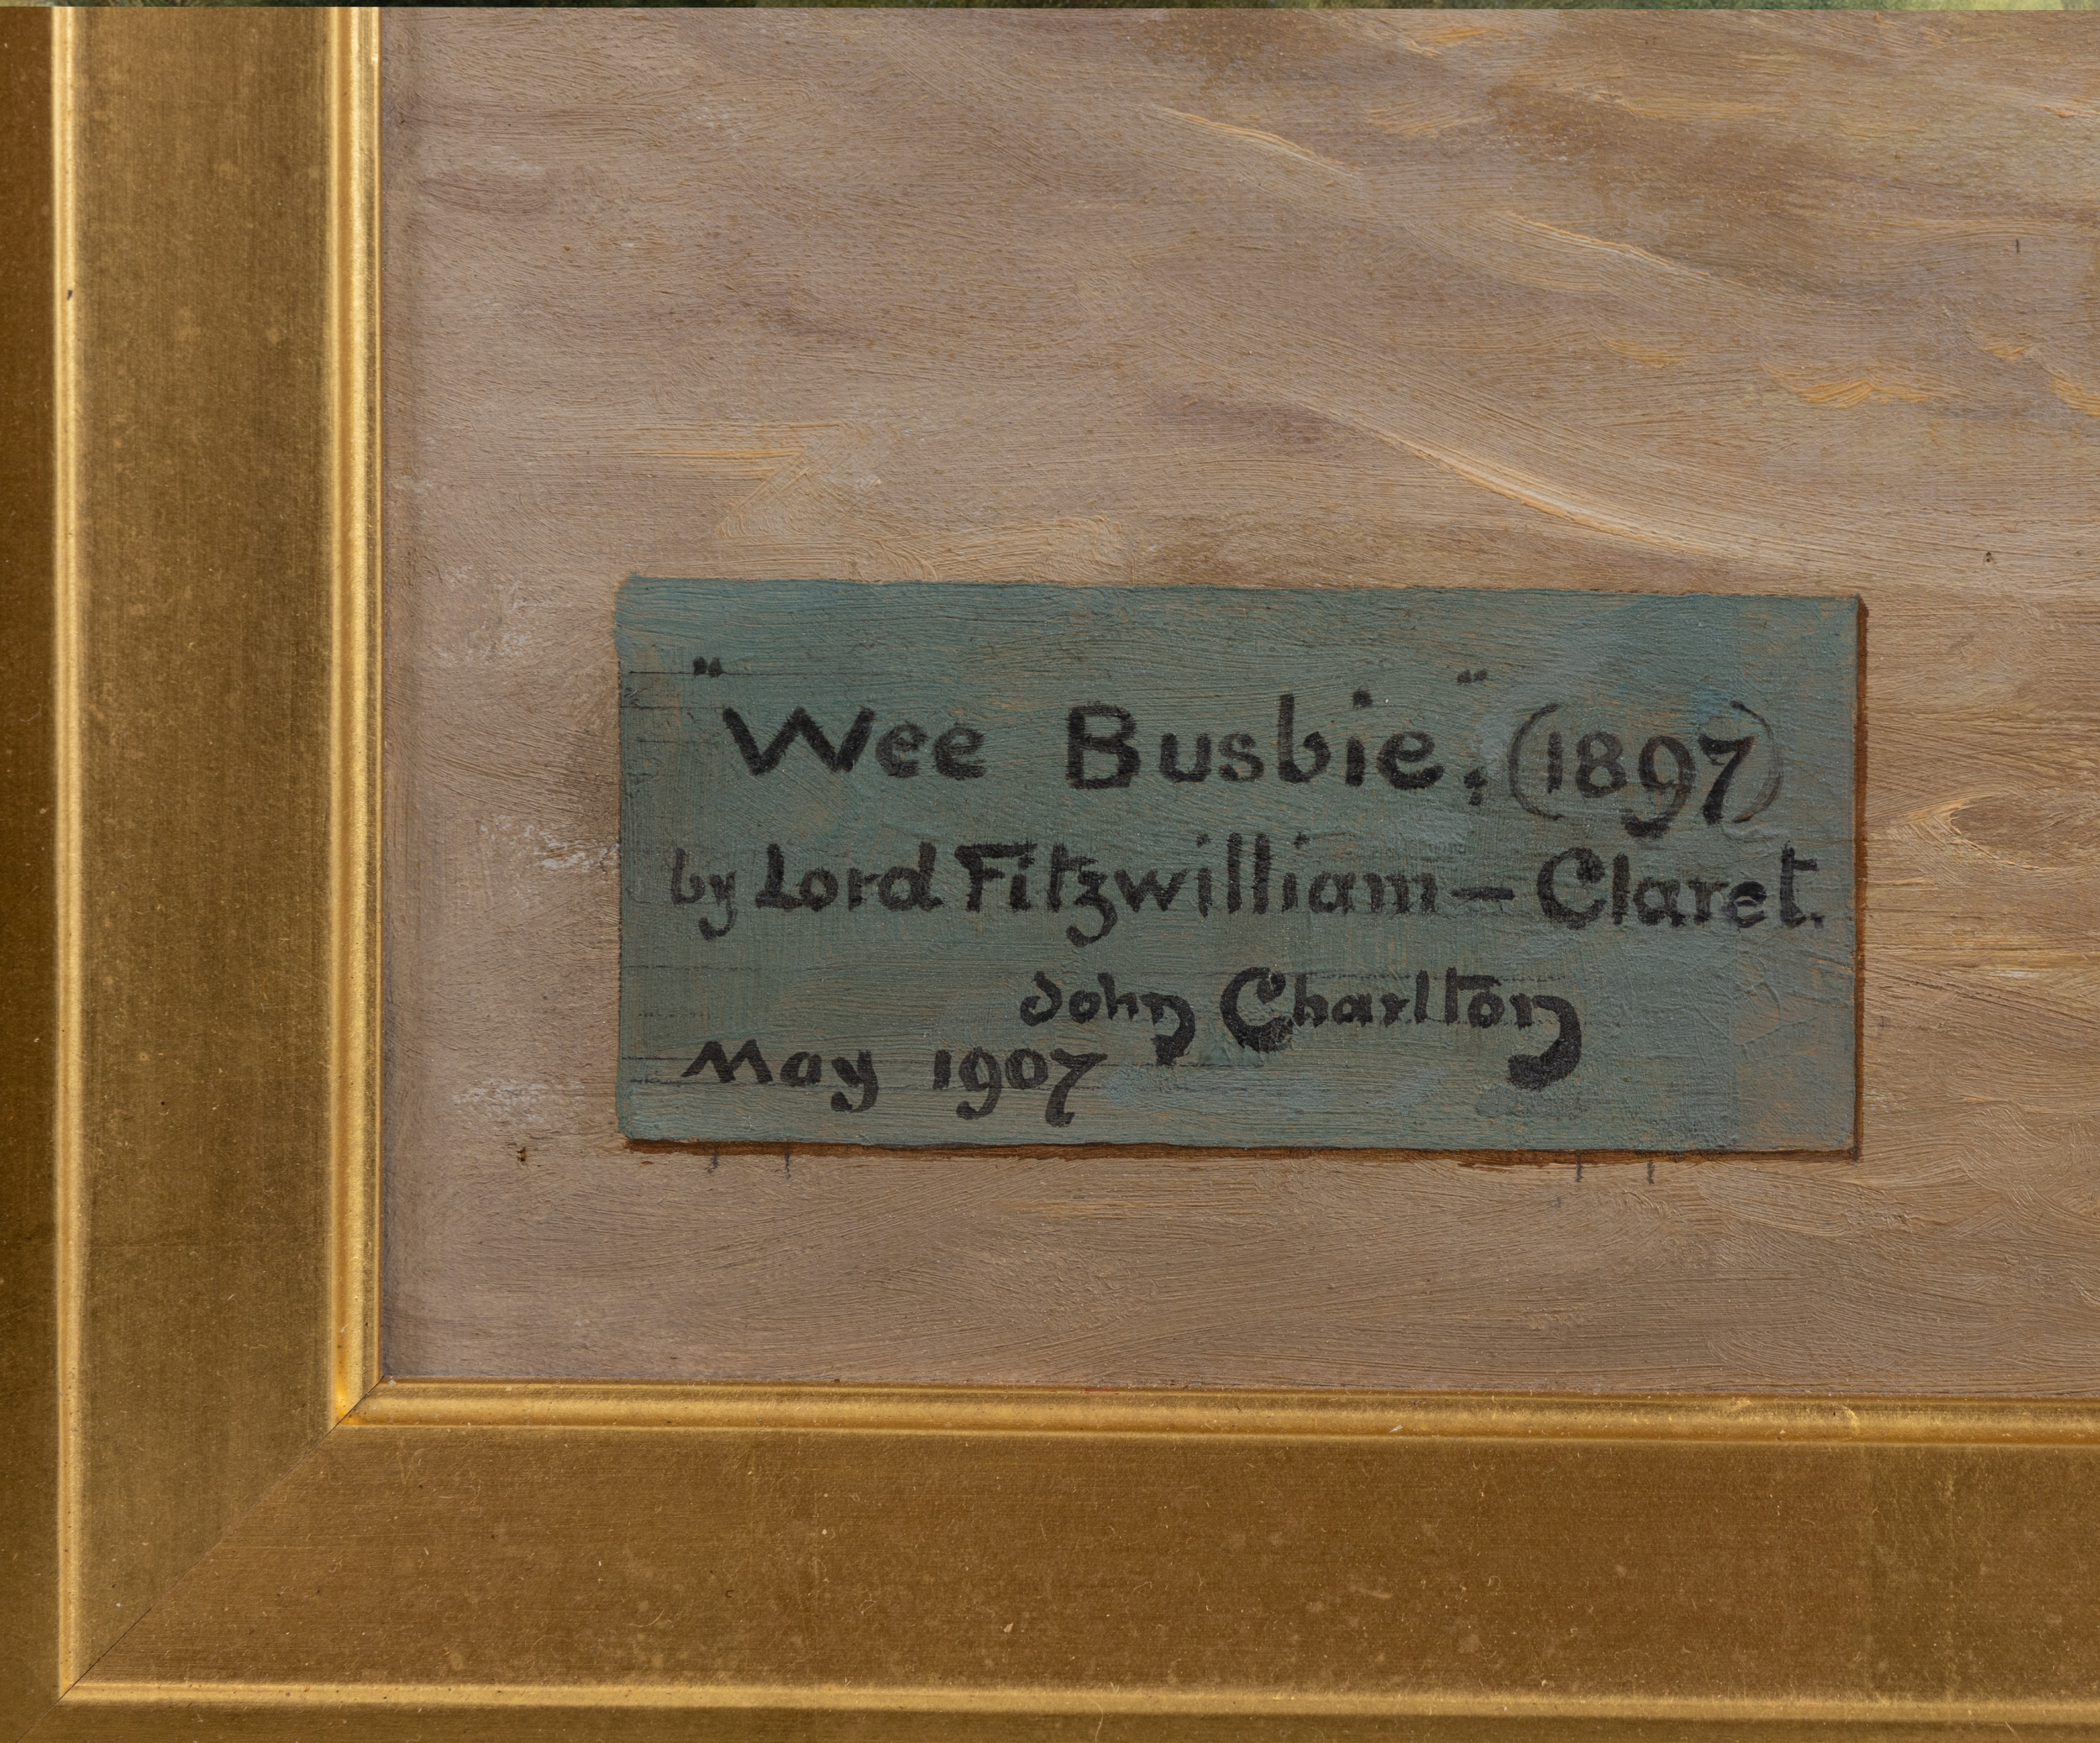 "Wee Busbie", (1897)
by Lord Fitzwilliam — Claret.
John Charlton
May 1907